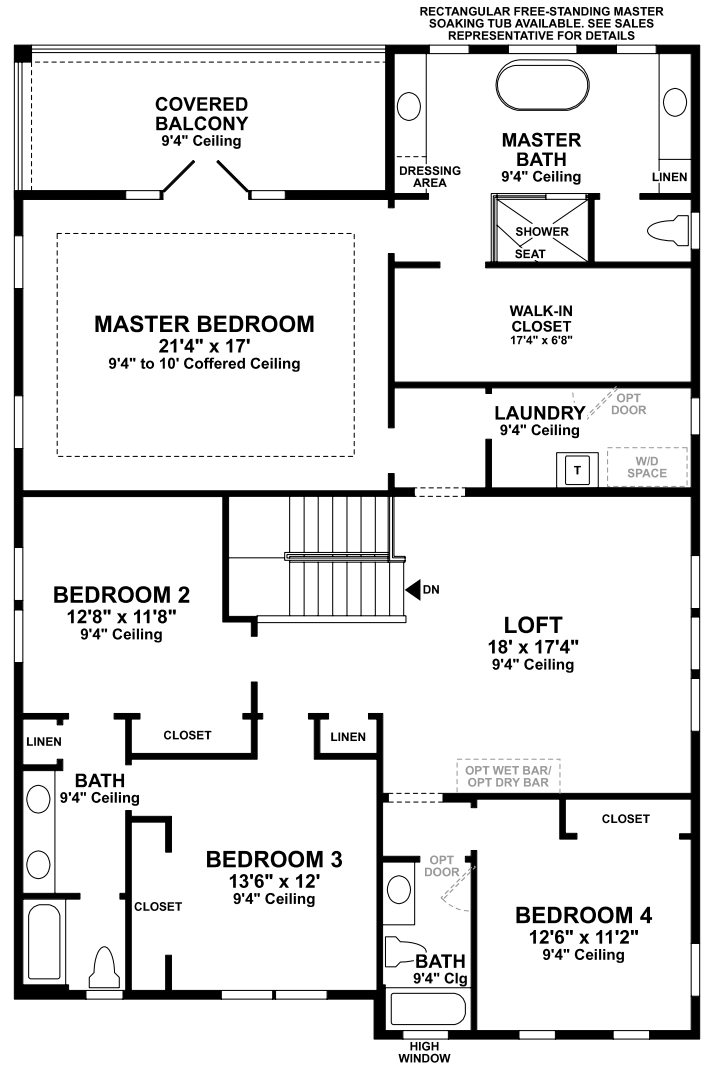 RECTANGULAR FREE-STANDING MASTER
SOAKING TUB AVAILABLE. SEE SALES
REPRESENTATIVE FOR DETAILS
COVERED
BALCONY
9'4" Ceiling
MASTER
BATH
9'4" Ceiling
DRESSING
AREA
LINEN
SHOWER
SEAT
MASTER BEDROOM
21'4" x 17'
9'4" to 10' Coffered Ceiling
WALK-IN
CLOSET
17'4" x 6'8"
OPT
DOOR
LAUNDRY
9'4" Ceiling
T
W/D
SPACE
BEDROOM 2
12'8" x 11'8"
9'4" Ceiling
DN
LOFT
18' x 17'4"
9'4" Ceiling
LINEN
CLOSET
LINEN
BATH
9'4" Ceiling
OPT WET BAR/
OPT DRY BAR
CLOSET
BEDROOM 3
13'6" x 12'
9'4" Ceiling
CLOSET
OPT
DOOR
BEDROOM 4
12'6" x 11'2"
9'4" Ceiling
BATH
9'4" Clg
HIGH
WINDOW